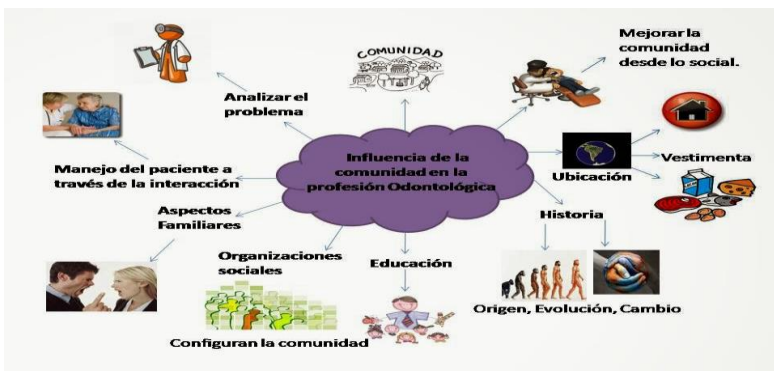 COMUNIDAD
Mejorar la
comunidad
desde lo social.
Analizar el
problema
Influencia de la
comunidad en la
profesión Odontológica
Manejo del paciente a
través de la interacción
Ubicación
Vestimenta
Aspectos
Familiares
Historia
Organizaciones
sociales
Educación
Origen, Evolución, Cambio
Configuran la comunidad